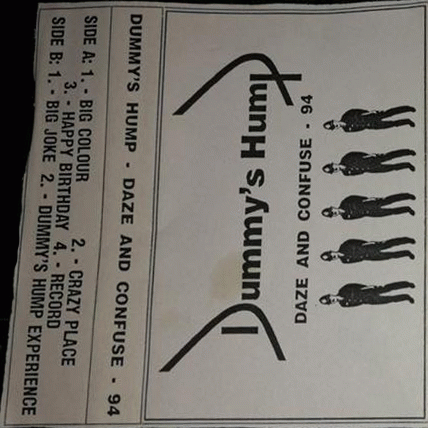 Dummy's Hump
DAZE AND CONFUSE - 94
DUMMY'S HUMP - DAZE AND CONFUSE - 94
SIDE A: 1. - BIG COLOUR 2. - CRAZY PLACE
3. - HAPPY BIRTHDAY 4. - RECORD
SIDE B: 1. - BIG JOKE 2. - DUMMY'S HUMP EXPERIENCE